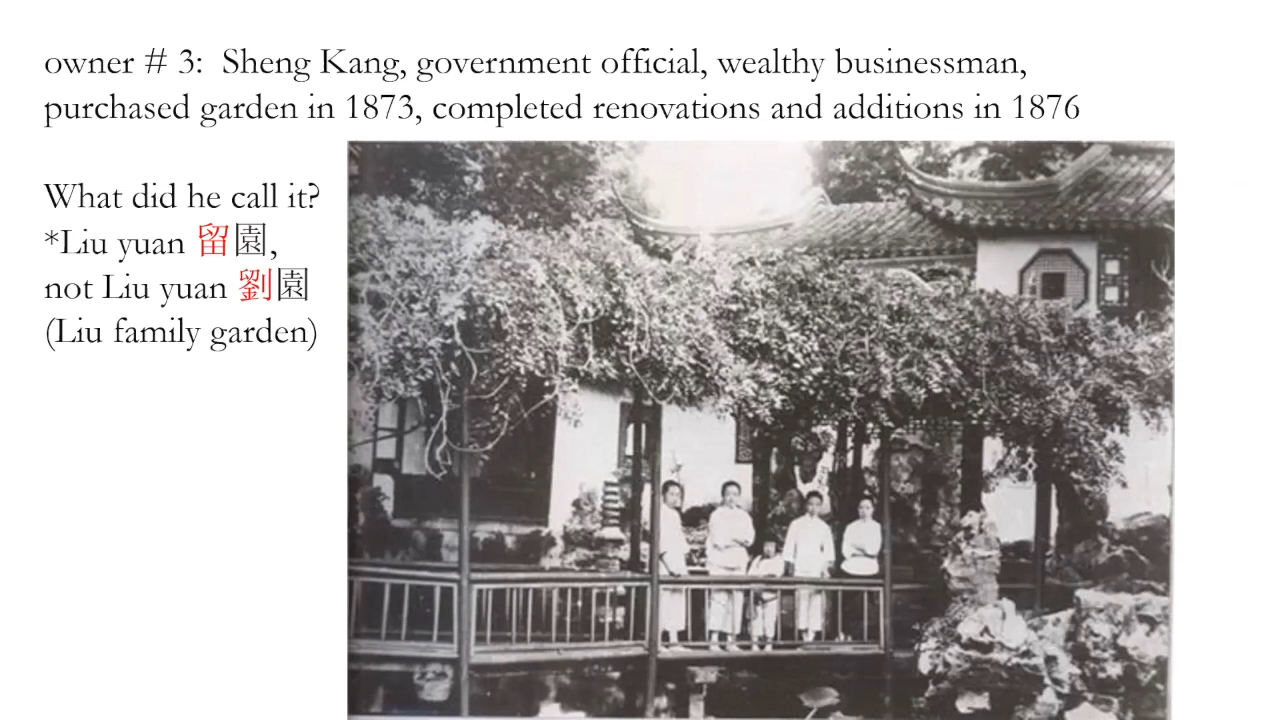 owner # 3:  Sheng Kang, government official, wealthy businessman,
purchased garden in 1873, completed renovations and additions in 1876
What did he call it?
*Liu yuan 留園,
not Liu yuan 劉園
(Liu family garden)